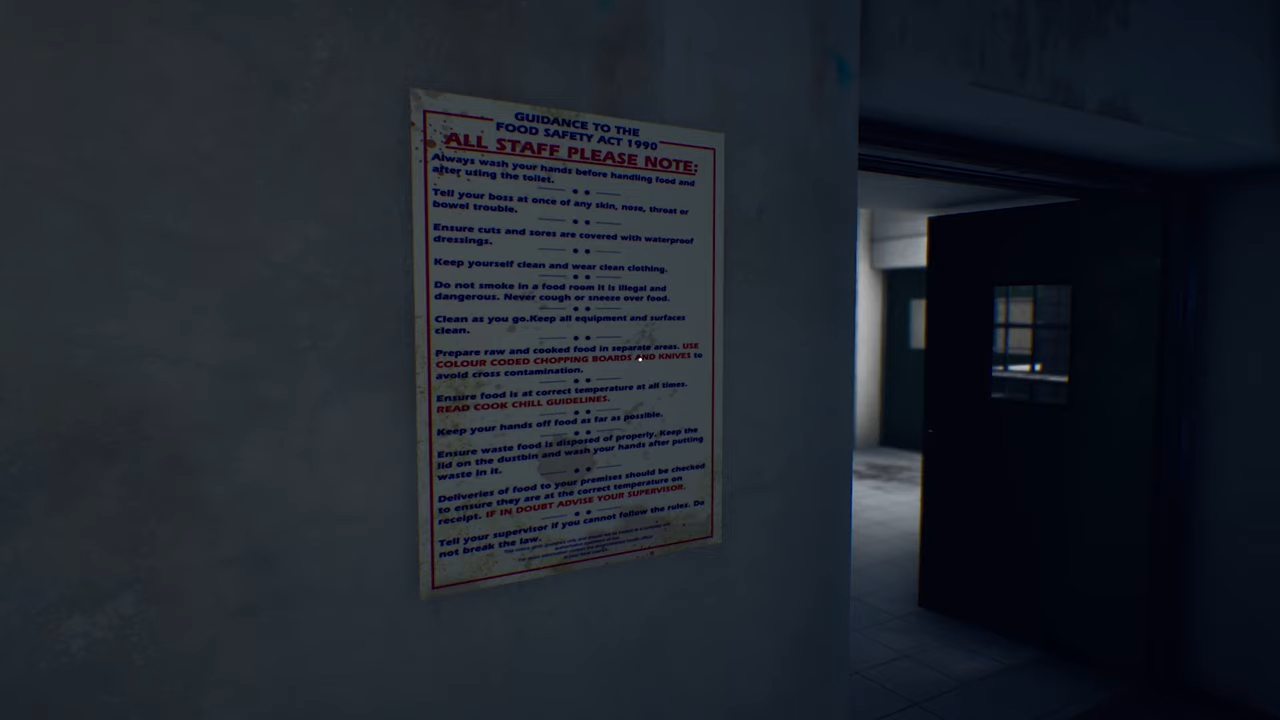 GUIDANCE TO THE
FOOD SAFETY ACT 1990
ALL STAFF PLEASE NOTE:
Always wash your hands before handling food and
after using the toilet.
Tell your boss at once of any skin, nose, throat or
bowel trouble.
Ensure cuts and sores are covered with waterproof
dressings.
Keep yourself clean and wear clean clothing.
Do not smoke in a food room it is illegal and
dangerous. Never cough or sneeze over food.
Clean as you go.Keep all equipment and surfaces
clean.
Prepare raw and cooked food in separate areas. USE
COLOUR CODED CHOPPING BOARDS AND KNIVES to
avoid cross contamination.
Ensure food is at correct temperature at all times.
READ COOK CHILL GUIDELINES.
Keep your hands off food as far as possible.
Ensure waste food is disposed of properly. Keep the
lid on the dustbin and wash your hands after putting
waste in it.
Deliveries of food to your premises should be checked
to ensure they are at the correct temperature on
receipt. IF IN DOUBT ADVISE YOUR SUPERVISOR.
Tell your supervisor if you cannot follow the rules. Do
not break the law.